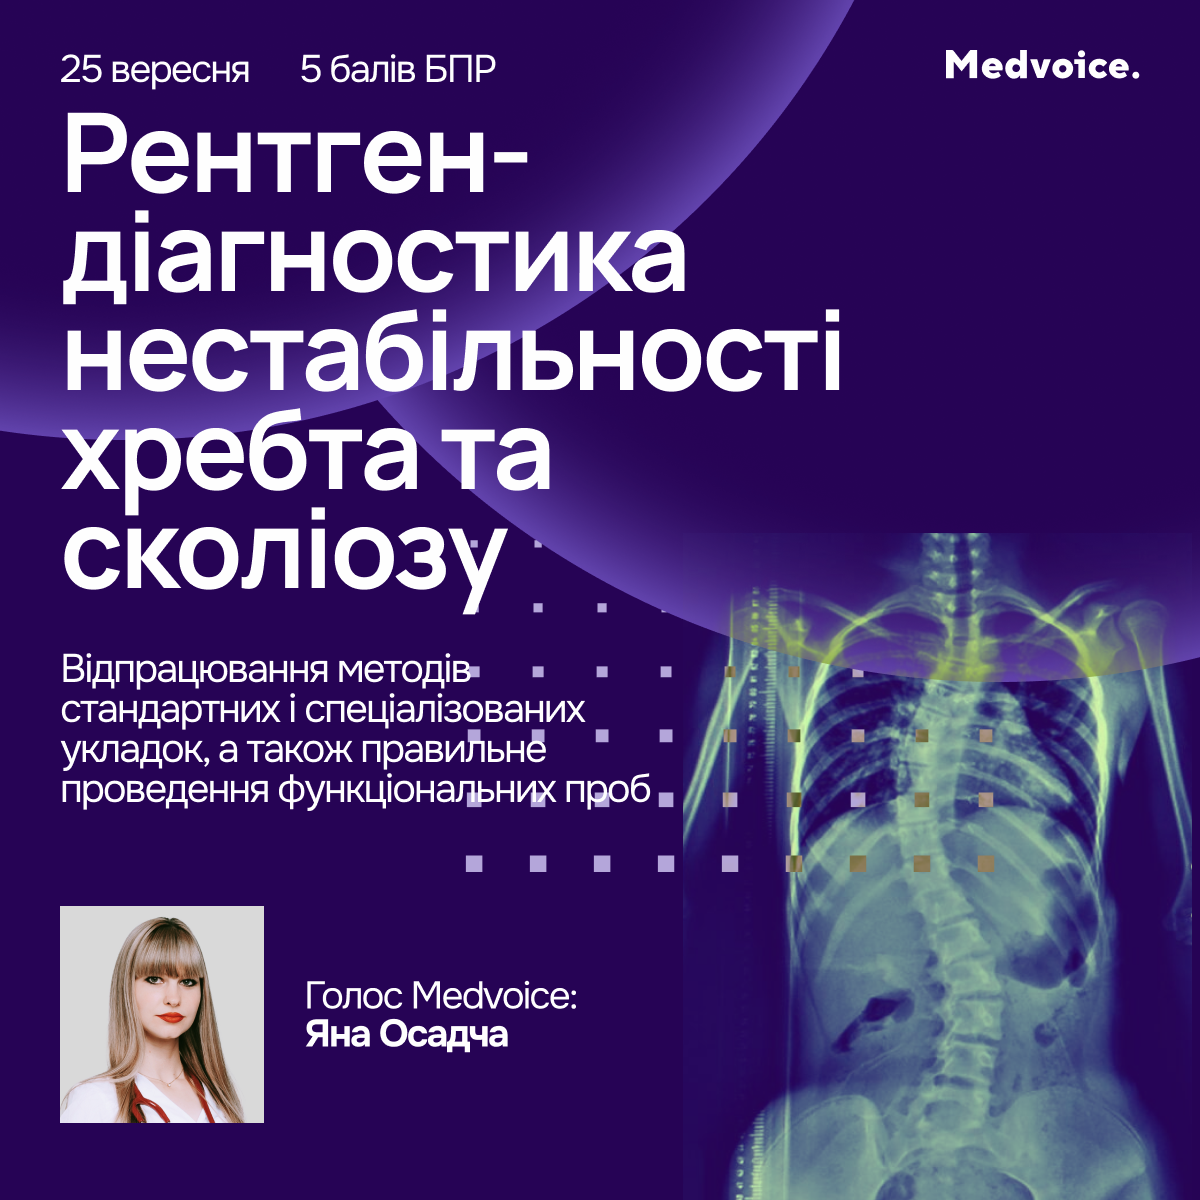 25 вересня 5 балів БПР
Medvoice.
Рентген-
діагностика
нестабільності
хребта та
сколіозу
Відпрацювання методів
стандартних і спеціалізованих
укладок, а також правильне
проведення функціональних проб
Голос Medvoice:
Яна Осадча